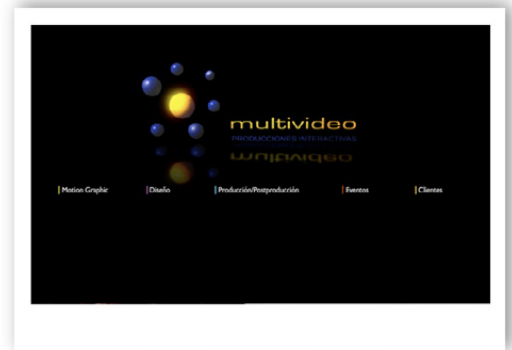 multivideo
PRODUCCIONES INTERACTIVAS
Motion Graphic
Diseño
Producción/Postproducción
Eventos
Clientes